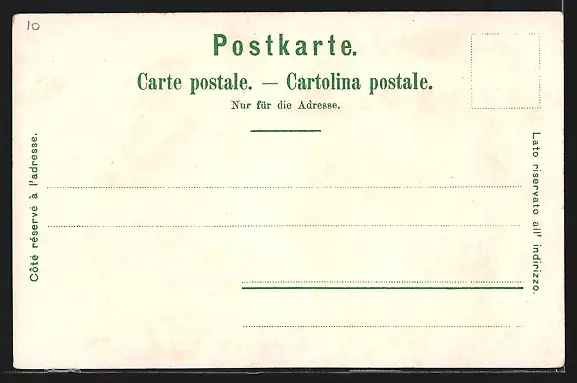 10
Postkarte.
Carte postale. — Cartolina postale.
Nur für die Adresse.
Côté réservé à l'adresse.
Lato riservato all' indirizzo.